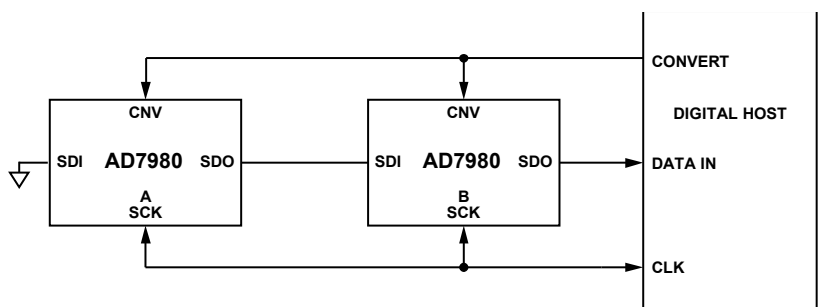 CONVERT
CNV
CNV
DIGITAL HOST
SDI AD7980 SDO
SDI AD7980 SDO
DATA IN
A
SCK
B
SCK
CLK